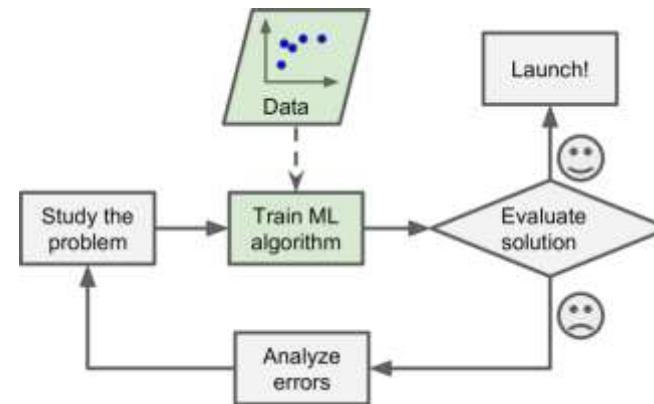 Data
Launch!
Study the
problem
Train ML
algorithm
Evaluate
solution
Analyze
errors